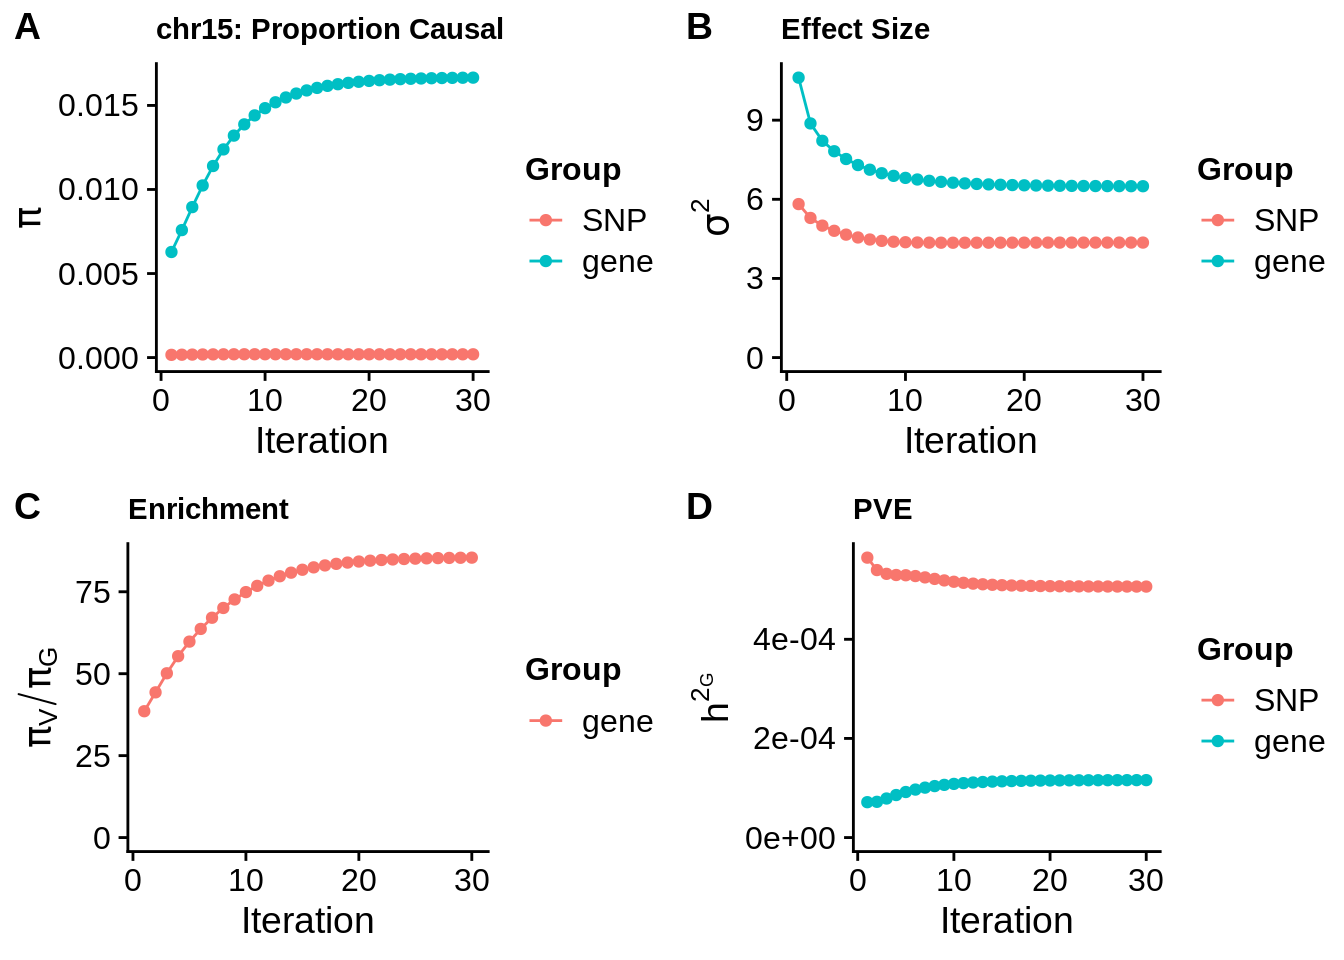 A
chr15: Proportion Causal
0.015
0.010
0.005
0.000
π
0
10
20
30
Iteration
Group
SNP
gene
B
Effect Size
9
6
3
0
σ²
0
10
20
30
Iteration
Group
SNP
gene
C
Enrichment
75
50
25
0
πV/πG
0
10
20
30
Iteration
Group
gene
D
PVE
4e-04
2e-04
0e+00
h2G
0
10
20
30
Iteration
Group
SNP
gene